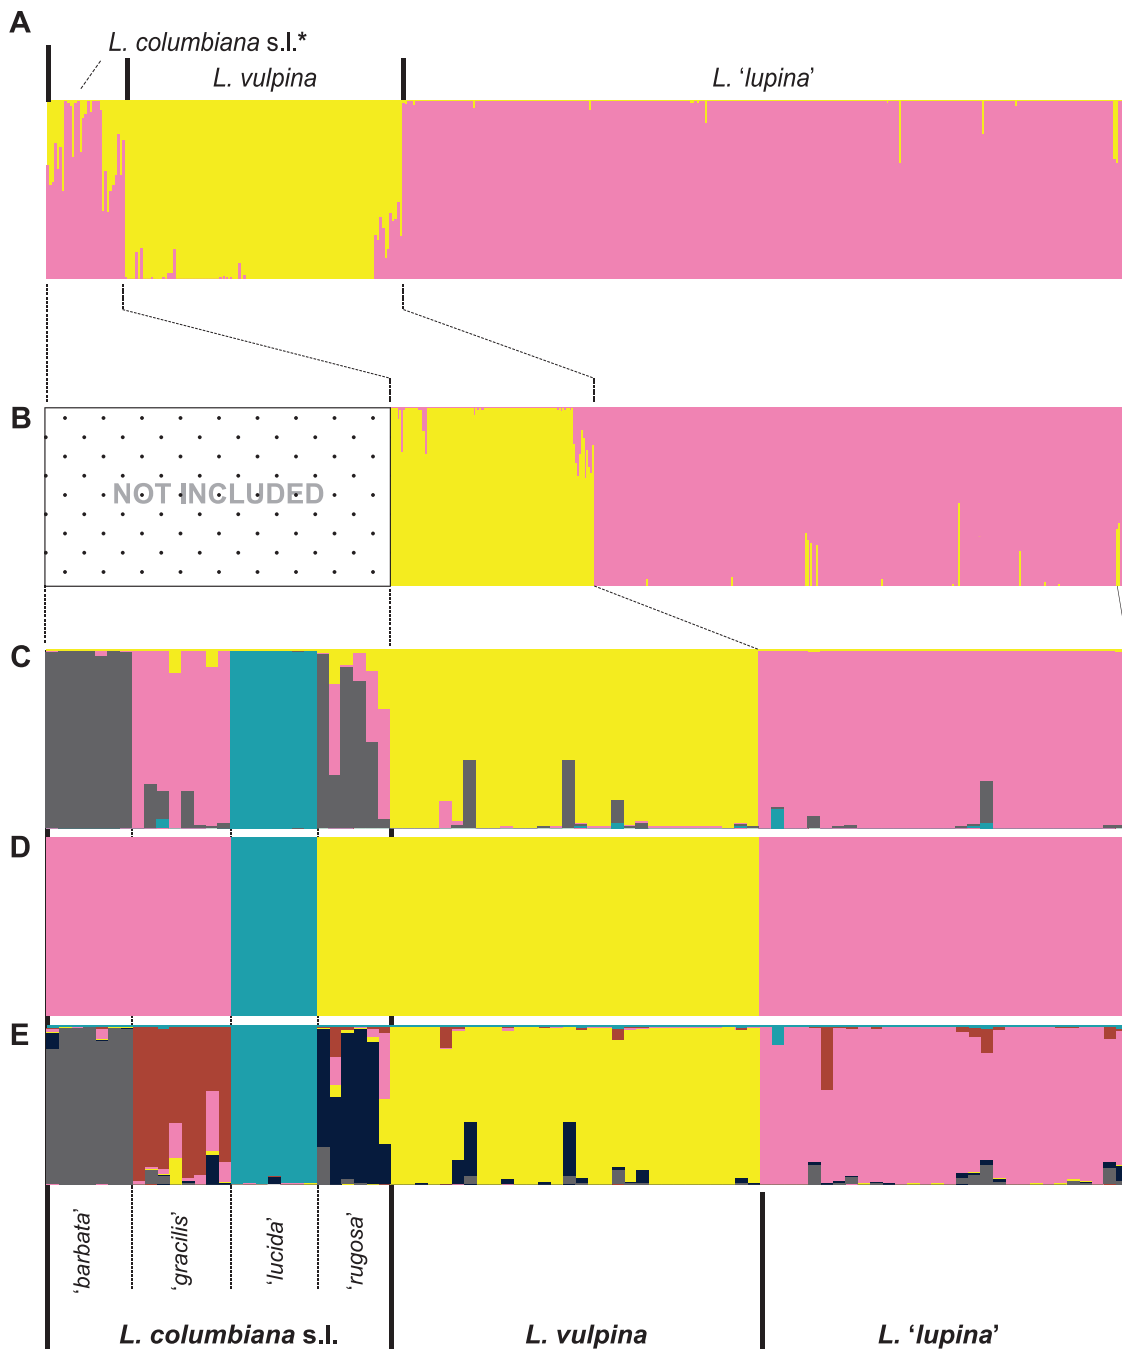 A
L. columbiana s.l.*
L. vulpina
L. ‘lupina’
B
NOT INCLUDED
C
D
E
‘barbata’
‘gracilis’
‘lucida’
‘rugosa’
L. columbiana s.l.
L. vulpina
L. ‘lupina’